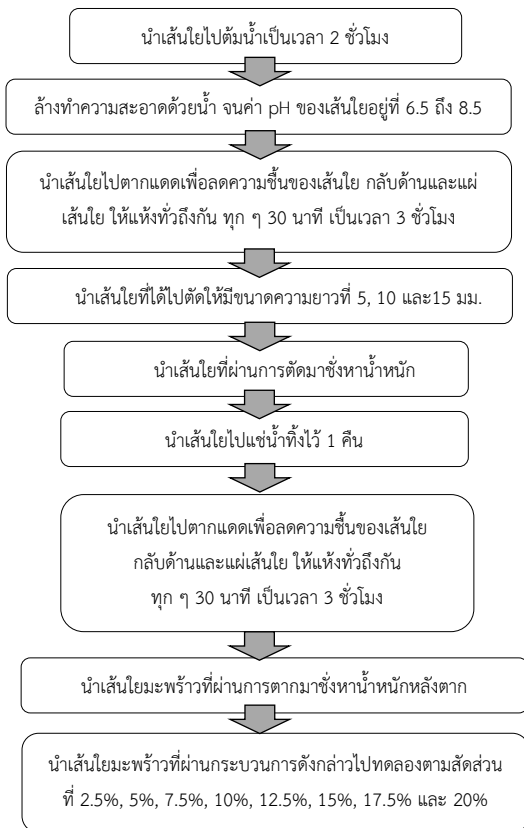 นำเส้นใยไปต้มน้ำเป็นเวลา 2 ชั่วโมง
ล้างทำความสะอาดด้วยน้ำ จนค่า pH ของเส้นใยอยู่ที่ 6.5 ถึง 8.5
นำเส้นใยไปตากแดดเพื่อลดความชื้นของเส้นใย กลับด้านและแผ่
เส้นใย ให้แห้งทั่วถึงกัน ทุก ๆ 30 นาที เป็นเวลา 3 ชั่วโมง
นำเส้นใยที่ได้ไปตัดให้มีขนาดความยาวที่ 5, 10 และ15 มม.
นำเส้นใยที่ผ่านการตัดมาชั่งหาน้ำหนัก
นำเส้นใยไปแช่น้ำทิ้งไว้ 1 คืน
นำเส้นใยไปตากแดดเพื่อลดความชื้นของเส้นใย
กลับด้านและแผ่เส้นใย ให้แห้งทั่วถึงกัน
ทุก ๆ 30 นาที เป็นเวลา 3 ชั่วโมง
นำเส้นใยมะพร้าวที่ผ่านการตากมาชั่งหาน้ำหนักหลังตาก
นำเส้นใยมะพร้าวที่ผ่านกระบวนการดังกล่าวไปทดลองตามสัดส่วน
ที่ 2.5%, 5%, 7.5%, 10%, 12.5%, 15%, 17.5% และ 20%